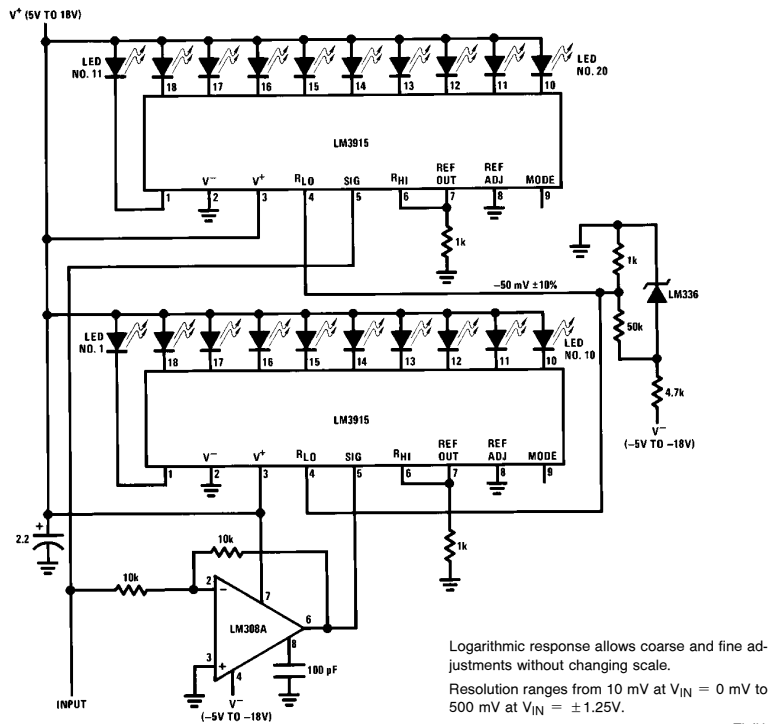 V+ (5V TO 18V)
LED NO. 11
LED NO. 20
18 17 16 15 14 13 12 11 10
LM3915
V− V+ RLO SIG RHI REF OUT REF ADJ MODE
1 2 3 4 5 6 7 8 9
1k
−50 mV ±10%
1k
LM336
50k
4.7k
V−
(−5V TO −18V)
LED NO. 1
LED NO. 10
18 17 16 15 14 13 12 11 10
LM3915
V− V+ RLO SIG RHI REF OUT REF ADJ MODE
1 2 3 4 5 6 7 8 9
1k
2.2
+
10k
10k
2
−
7
LM308A
6
8
3
+
4
100 pF
V−
(−5V TO −18V)
INPUT
Logarithmic response allows coarse and fine ad-
justments without changing scale.
Resolution ranges from 10 mV at VIN = 0 mV to
500 mV at VIN = ±1.25V.